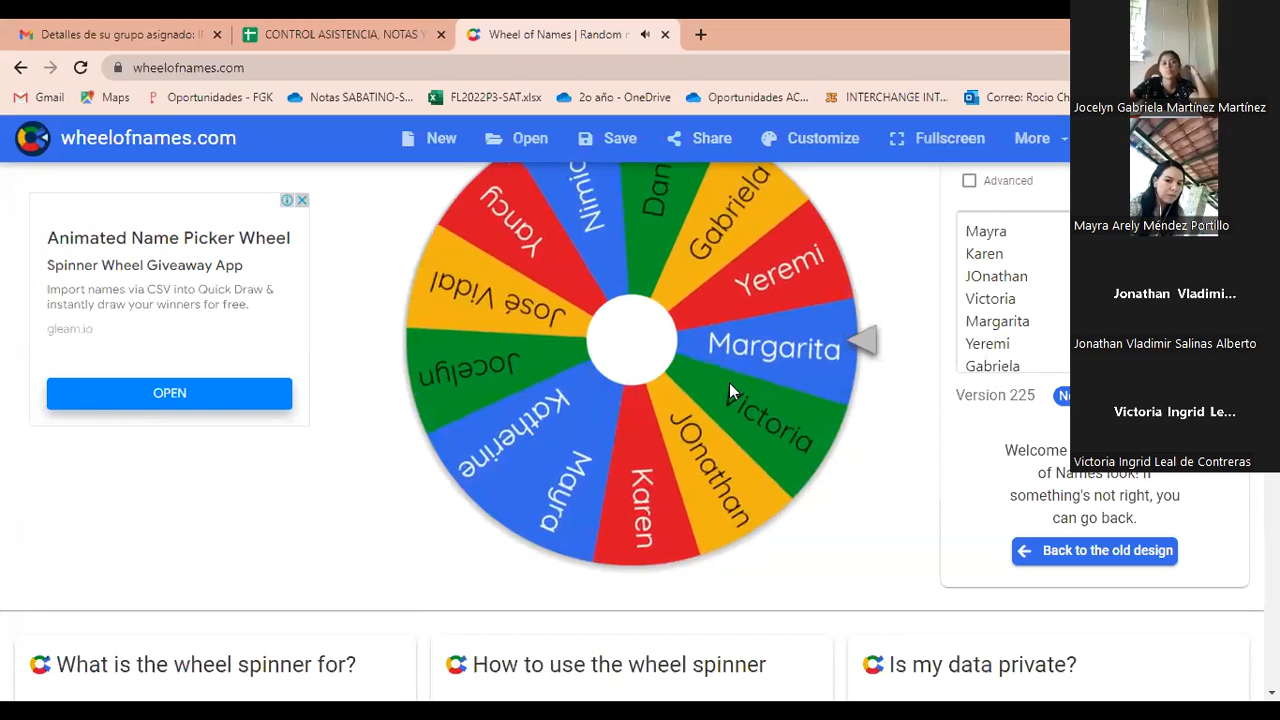 Detalles de su grupo asignado: I
CONTROL ASISTENCIA, NOTAS Y
Wheel of Names | Random n
wheelofnames.com
Gmail
Maps
Oportunidades - FGK
Notas SABATINO-S...
FL2022P3-SAT.xlsx
2o año - OneDrive
Oportunidades AC...
INTERCHANGE INT...
Correo: Rocio Ch
wheelofnames.com
New
Open
Save
Share
Customize
Fullscreen
More
Animated Name Picker Wheel
Spinner Wheel Giveaway App
Import names via CSV into Quick Draw &
instantly draw your winners for free.
glearn.io
OPEN
Dan
Gabriela
Yeremi
Margarita
Victoria
JOnathan
Karen
Mayra
Katherine
Jocelyn
José Vidal
Yancy
Nimic
Advanced
Mayra
Karen
JOnathan
Victoria
Margarita
Yeremi
Gabriela
Version 225
Welcome
of Names look! If
something's not right, you
can go back.
Back to the old design
What is the wheel spinner for?
How to use the wheel spinner
Is my data private?
Jocelyn Gabriela Martínez Martínez
Mayra Arely Méndez Portillo
Jonathan Vladimi...
Jonathan Vladimir Salinas Alberto
Victoria Ingrid Le...
Victoria Ingrid Leal de Contreras